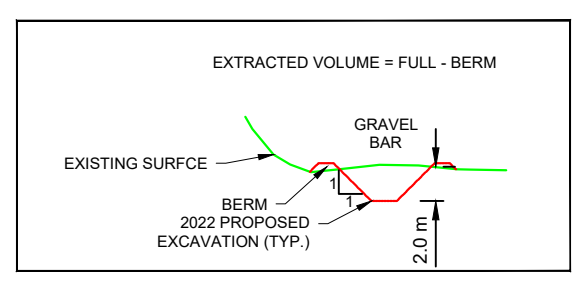 EXTRACTED VOLUME = FULL - BERM
GRAVEL
BAR
EXISTING SURFCE
1
1
BERM
2022 PROPOSED
EXCAVATION (TYP.)
2.0 m